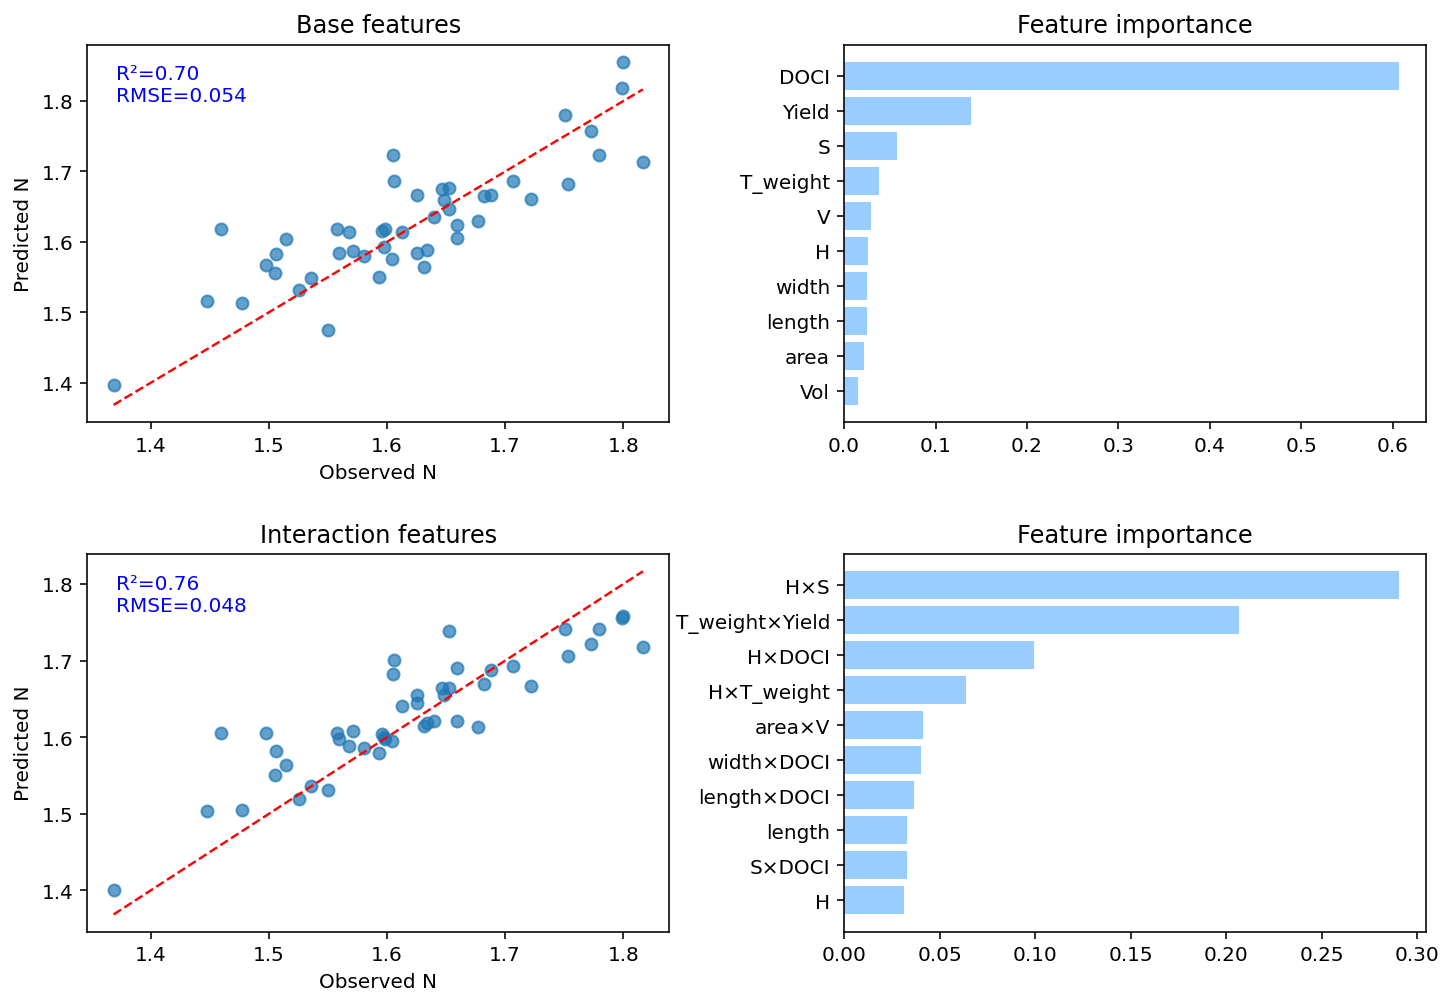 Base features
R²=0.70
RMSE=0.054
Predicted N
1.8
1.7
1.6
1.5
1.4
1.4 1.5 1.6 1.7 1.8
Observed N
Feature importance
DOCI
Yield
S
T_weight
V
H
width
length
area
Vol
0.0 0.1 0.2 0.3 0.4 0.5 0.6
Interaction features
R²=0.76
RMSE=0.048
Predicted N
1.8
1.7
1.6
1.5
1.4
1.4 1.5 1.6 1.7 1.8
Observed N
Feature importance
H×S
T_weight×Yield
H×DOCI
H×T_weight
area×V
width×DOCI
length×DOCI
length
S×DOCI
H
0.00 0.05 0.10 0.15 0.20 0.25 0.30